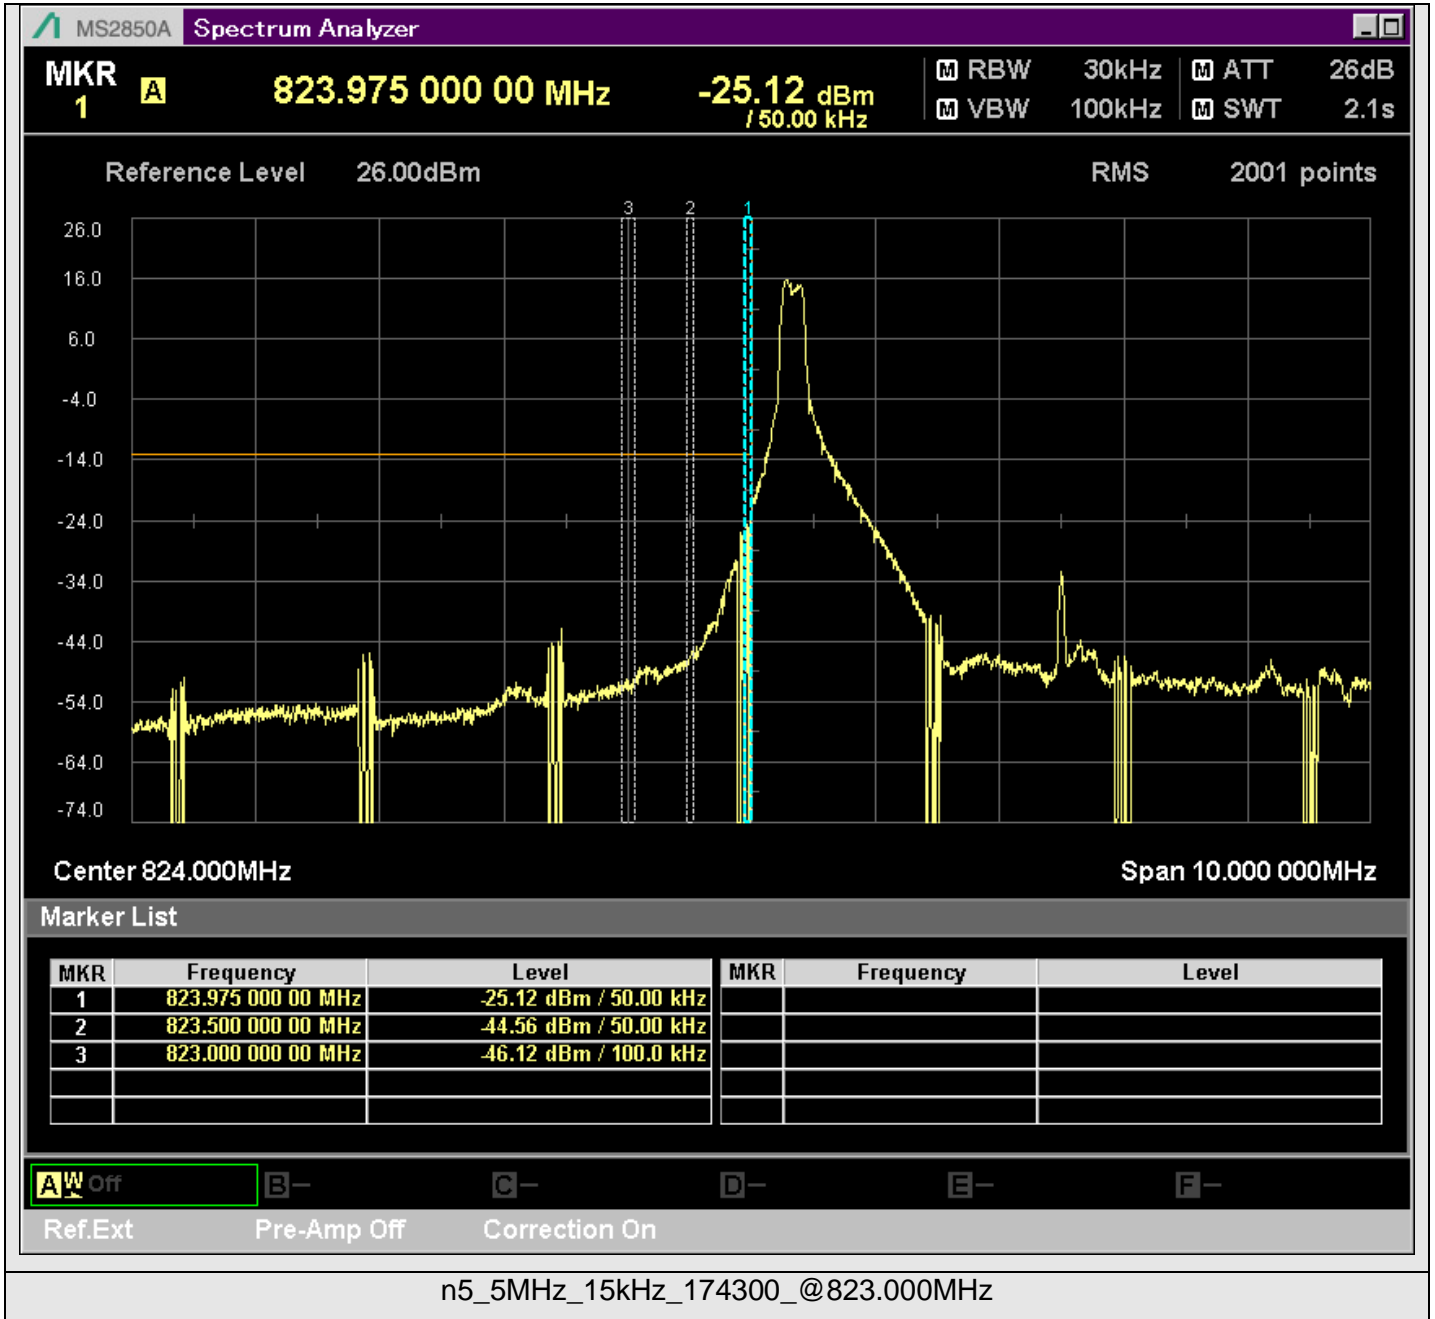 MS2850A Spectrum Analyzer
MKR 1 A 823.975 000 00 MHz -25.12 dBm / 50.00 kHz
M RBW 30kHz M ATT 26dB
M VBW 100kHz M SWT 2.1s
Reference Level 26.00dBm RMS 2001 points
3 2 1
26.0
16.0
6.0
-4.0
-14.0
-24.0
-34.0
-44.0
-54.0
-64.0
-74.0
Center 824.000MHz Span 10.000 000MHz
Marker List
MKR Frequency Level MKR Frequency Level
1 823.975 000 00 MHz -25.12 dBm / 50.00 kHz
2 823.500 000 00 MHz -44.56 dBm / 50.00 kHz
3 823.000 000 00 MHz -46.12 dBm / 100.0 kHz
A W Off B - C - D - E - F -
Ref.Ext Pre-Amp Off Correction On
n5_5MHz_15kHz_174300_@823.000MHz